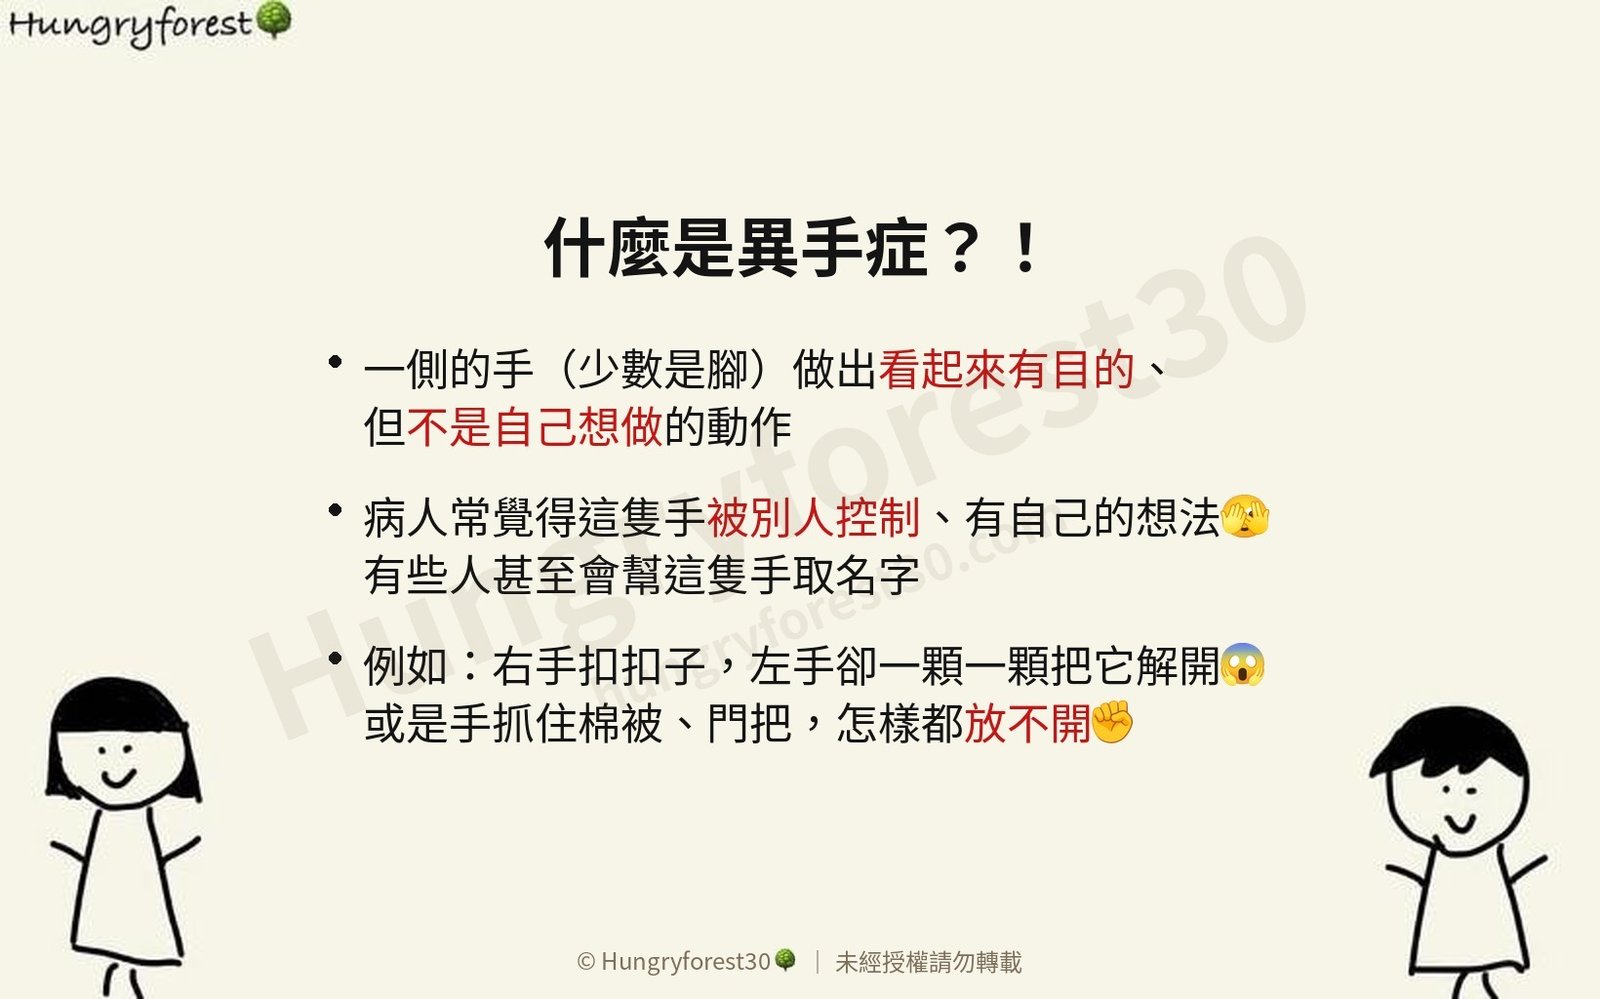 Hungryforest
什麼是異手症？！
• 一側的手（少數是腳）做出看起來有目的、
但不是自己想做的動作
• 病人常覺得這隻手被別人控制、有自己的想法🫣
有些人甚至會幫這隻手取名字
• 例如：右手扣扣子，左手卻一顆一顆把它解開😱
或是手抓住棉被、門把，怎樣都放不開✊
Hungryforest30
hungryforest30.com
© Hungryforest30🌳｜未經授權請勿轉載